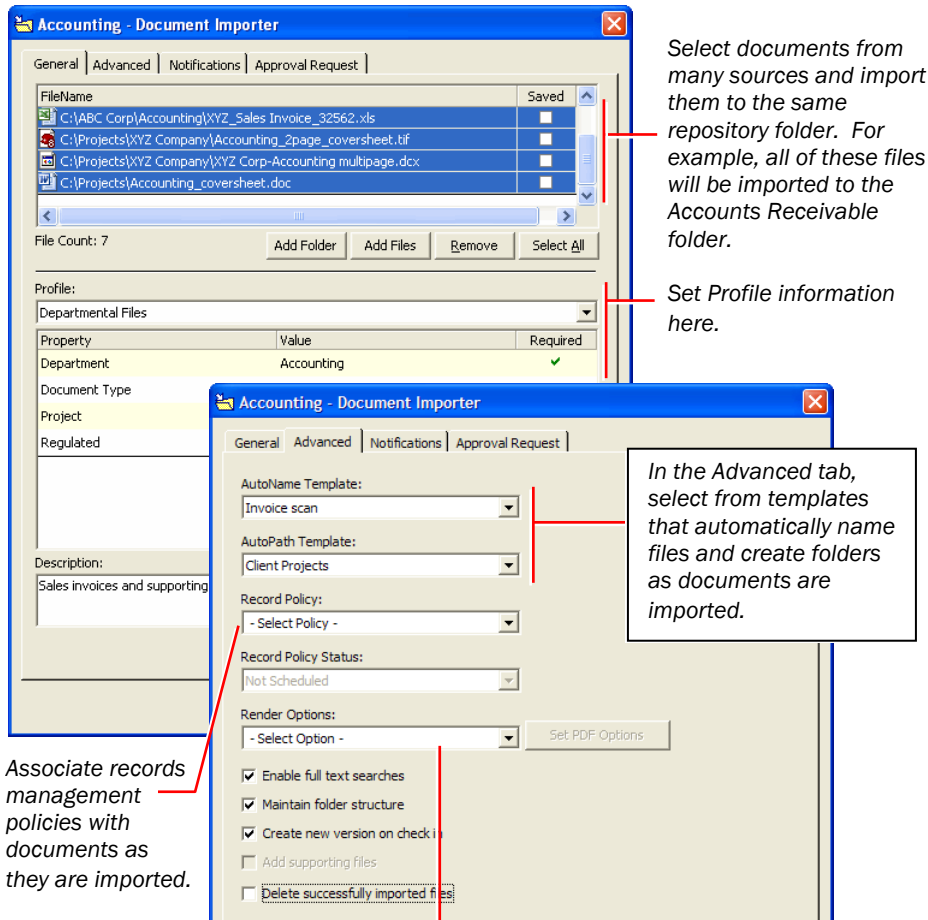 Accounting - Document Importer
General Advanced Notifications Approval Request
FileName Saved
C:\ABC Corp\Accounting\XYZ_Sales Invoice_32562.xls
C:\Projects\XYZ Company\Accounting_2page_coversheet.tif
C:\Projects\XYZ Company\XYZ Corp-Accounting multipage.dcx
C:\Projects\Accounting_coversheet.doc
File Count: 7
Add Folder Add Files Remove Select All
Profile:
Departmental Files
Property Value Required
Department Accounting
Document Type
Project
Regulated
Description:
Sales invoices and supporting
Select documents from
many sources and import
them to the same
repository folder. For
example, all of these files
will be imported to the
Accounts Receivable
folder.
Set Profile information
here.
Accounting - Document Importer
General Advanced Notifications Approval Request
AutoName Template:
Invoice scan
AutoPath Template:
Client Projects
Record Policy:
- Select Policy -
Record Policy Status:
Not Scheduled
Render Options:
- Select Option -
Set PDF Options
Enable full text searches
Maintain folder structure
Create new version on check in
Add supporting files
Delete successfully imported files
In the Advanced tab,
select from templates
that automatically name
files and create folders
as documents are
imported.
Associate records
management
policies with
documents as
they are imported.